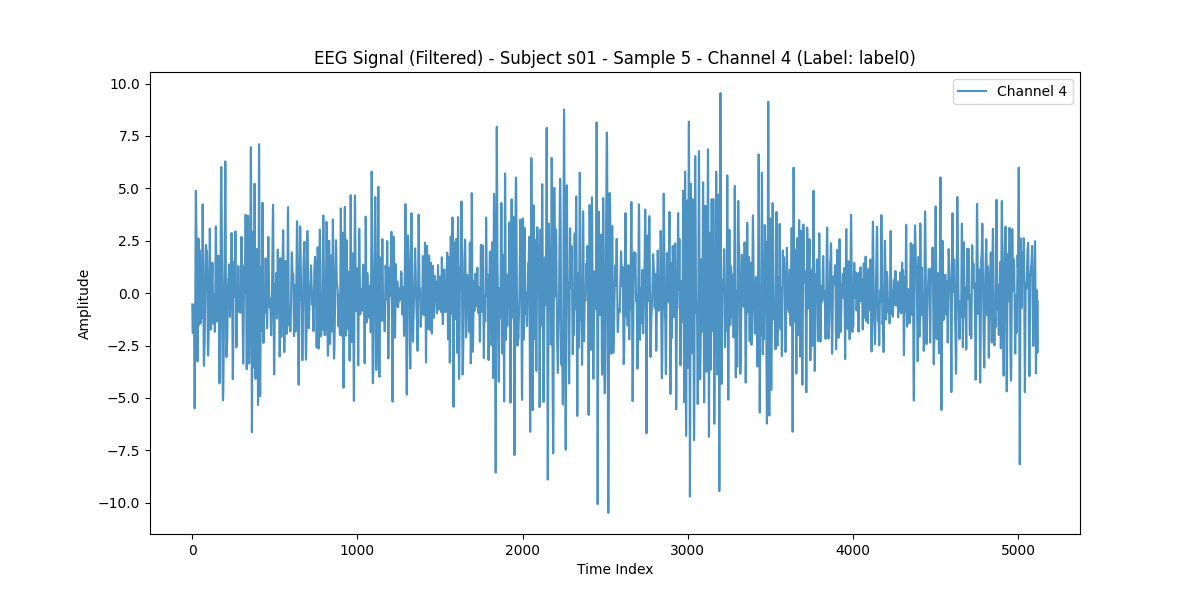 EEG Signal (Filtered) - Subject s01 - Sample 5 - Channel 4 (Label: label0)
Channel 4
10.0
7.5
5.0
2.5
0.0
−2.5
−5.0
−7.5
−10.0
Amplitude
0 1000 2000 3000 4000 5000
Time Index